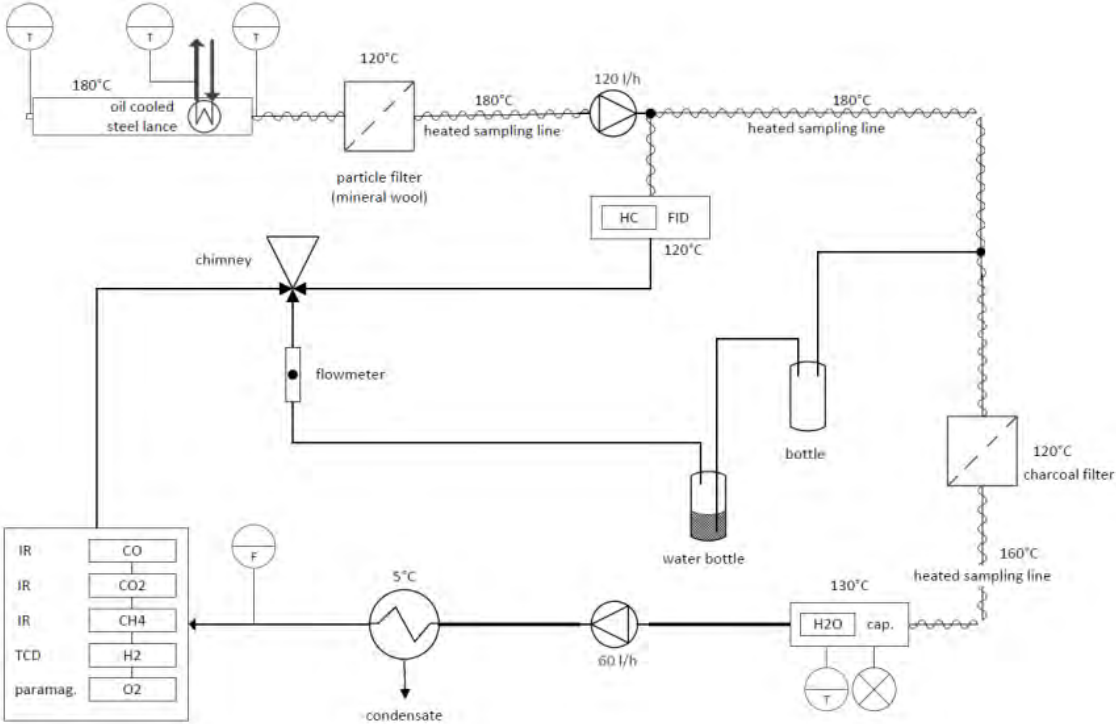 T
T
T
180°C
oil cooled
steel lance
120°C
particle filter
(mineral wool)
180°C
heated sampling line
120 l/h
180°C
heated sampling line
HC
FID
120°C
chimney
flowmeter
bottle
water bottle
120°C
charcoal filter
160°C
heated sampling line
130°C
H2O
cap.
T
60 l/h
5°C
condensate
F
IR
CO
IR
CO2
IR
CH4
TCD
H2
paramag.
O2